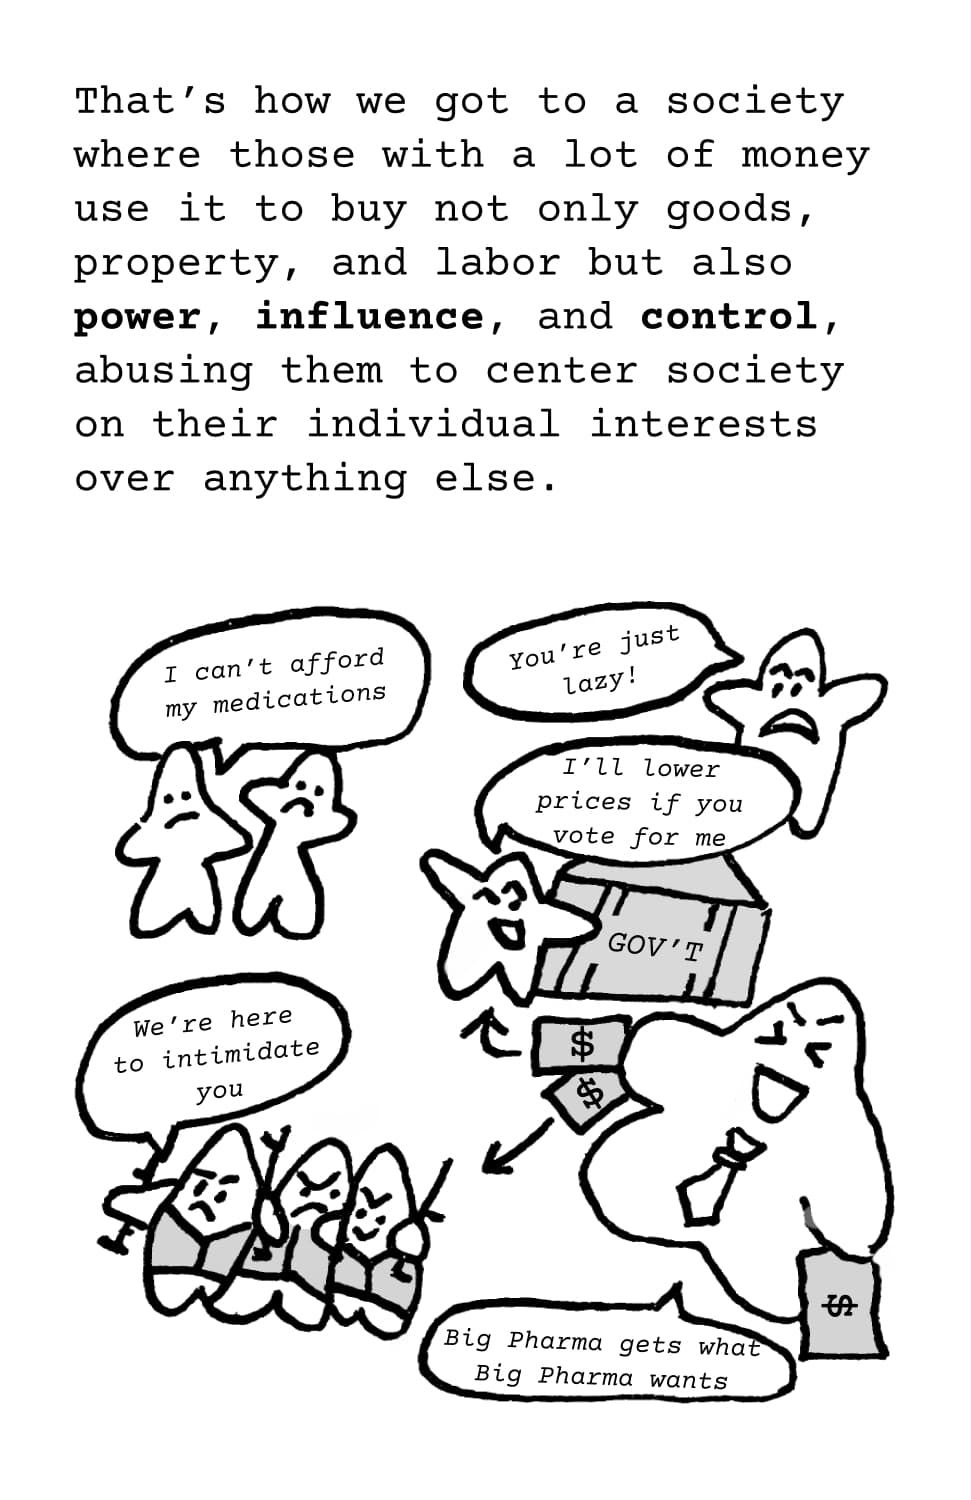 That's how we got to a society
where those with a lot of money
use it to buy not only goods,
property, and labor but also
power, influence, and control,
abusing them to center society
on their individual interests
over anything else.
I can't afford
my medications
You're just
lazy!
I'll lower
prices if you
vote for me
GOV'T
We're here
to intimidate
you
$
$
$
Big Pharma gets what
Big Pharma wants